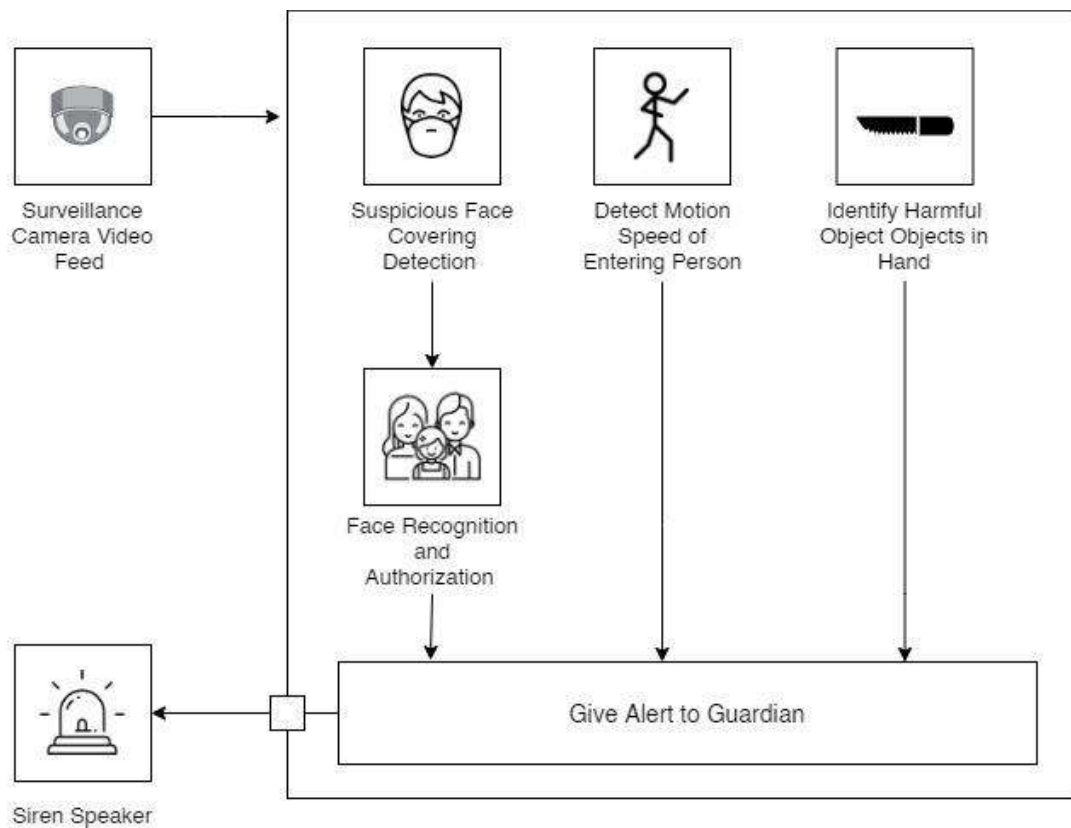 Surveillance
Camera Video
Feed
Suspicious Face
Covering
Detection
Detect Motion
Speed of
Entering Person
Identify Harmful
Object Objects in
Hand
Face Recognition
and
Authorization
Give Alert to Guardian
Siren Speaker